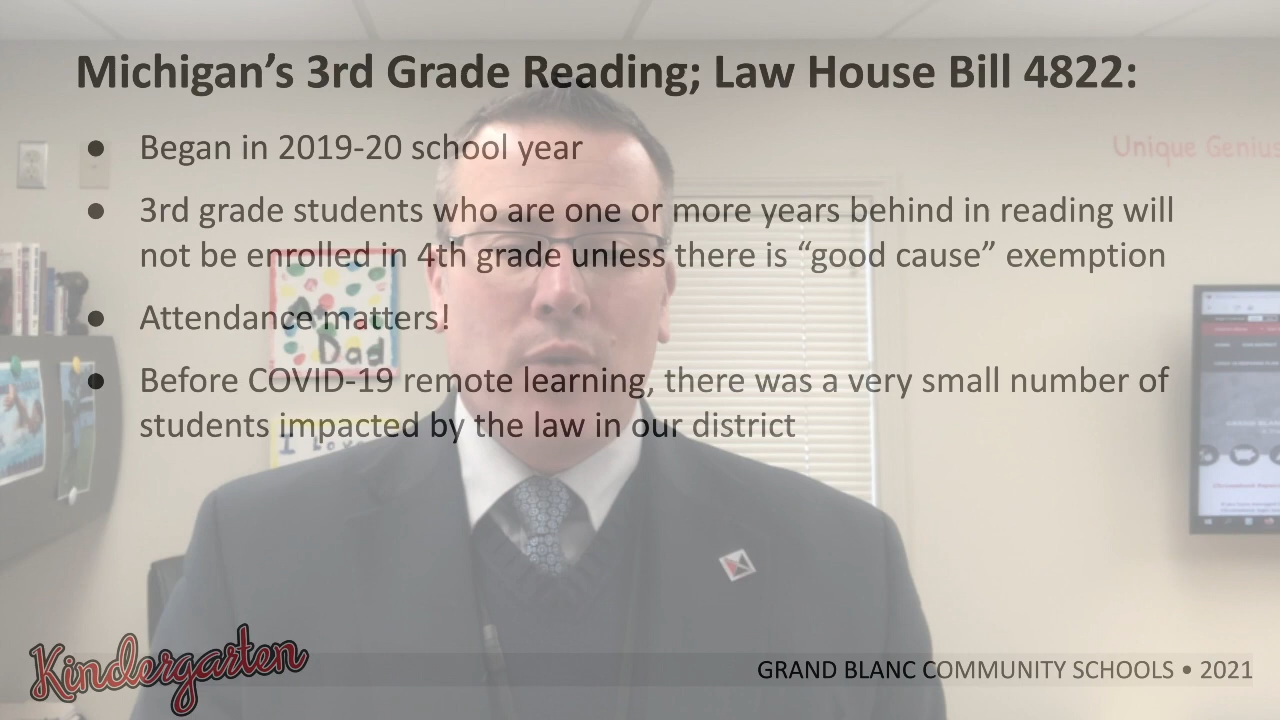 Michigan’s 3rd Grade Reading; Law House Bill 4822:
● Began in 2019-20 school year
Unique Genius
● 3rd grade students who are one or more years behind in reading will
not be enrolled in 4th grade unless there is “good cause” exemption
● Attendance matters!
Dad
● Before COVID-19 remote learning, there was a very small number of
students impacted by the law in our district
Kindergarten
GRAND BLANC COMMUNITY SCHOOLS • 2021